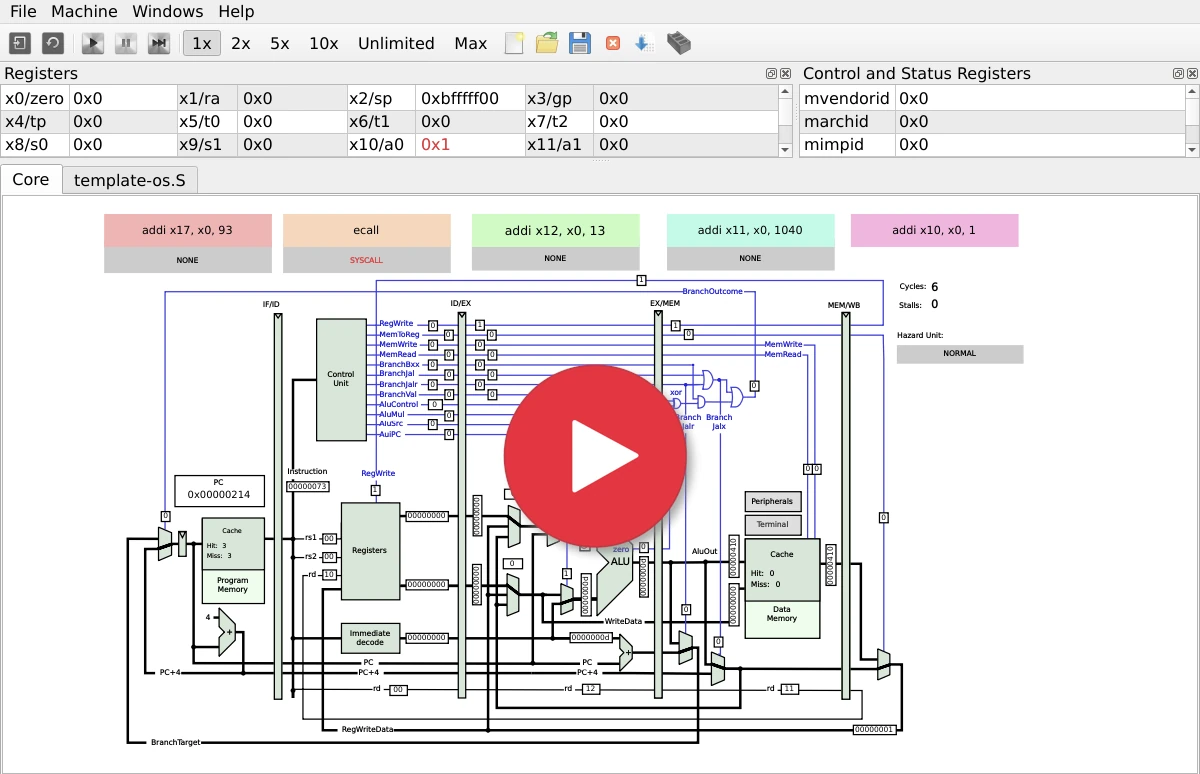 File Machine Windows Help
1x 2x 5x 10x Unlimited Max
Registers
Control and Status Registers
x0/zero 0x0 x1/ra 0x0 x2/sp 0xbfffff00 x3/gp 0x0
x4/tp 0x0 x5/t0 0x0 x6/t1 0x0 x7/t2 0x0
x8/s0 0x0 x9/s1 0x0 x10/a0 0x1 x11/a1 0x0
mvendorid 0x0
marchid 0x0
mimpid 0x0
Core template-os.S
addi x17, x0, 93
NONE
ecall
SYSCALL
addi x12, x0, 13
NONE
addi x11, x0, 1040
NONE
addi x10, x0, 1
1
BranchOutcome
Cycles: 6
Stalls: 0
Hazard Unit:
NORMAL
IF/ID
ID/EX
EX/MEM
MEM/WB
Control
Unit
RegWrite 0 1 1
MemToReg 0 0 0
MemWrite 0 0 MemWrite
MemRead 0 0 MemRead
BranchBxx 0 0
BranchJal 0 0
BranchJalr 0 0
BranchVal 0 0
AluControl 0
AluMul 0
AluSrc 0
AuiPC 0
0
xor
Branch
Jalx
Instruction
00000073
RegWrite
1
PC
0x00000214
0
Cache
Hit: 3
Miss: 3
Program
Memory
4
+
rs1 00
rs2 00
rd 10
Registers
00000000
00000000
Immediate
decode
00000000
00000000
00000000
0
1
zero 0
ALU
0000000d
0000000d
0000000d
+
AluOut
WriteData
0
0
00000410
00000000
Peripherals
Terminal
Cache
Hit: 0
Miss: 0
Data
Memory
0 0
00000410
0
PC
PC
PC+4
PC+4
PC+4
rd 00
rd 12
rd 11
RegWriteData
00000001
BranchTarget